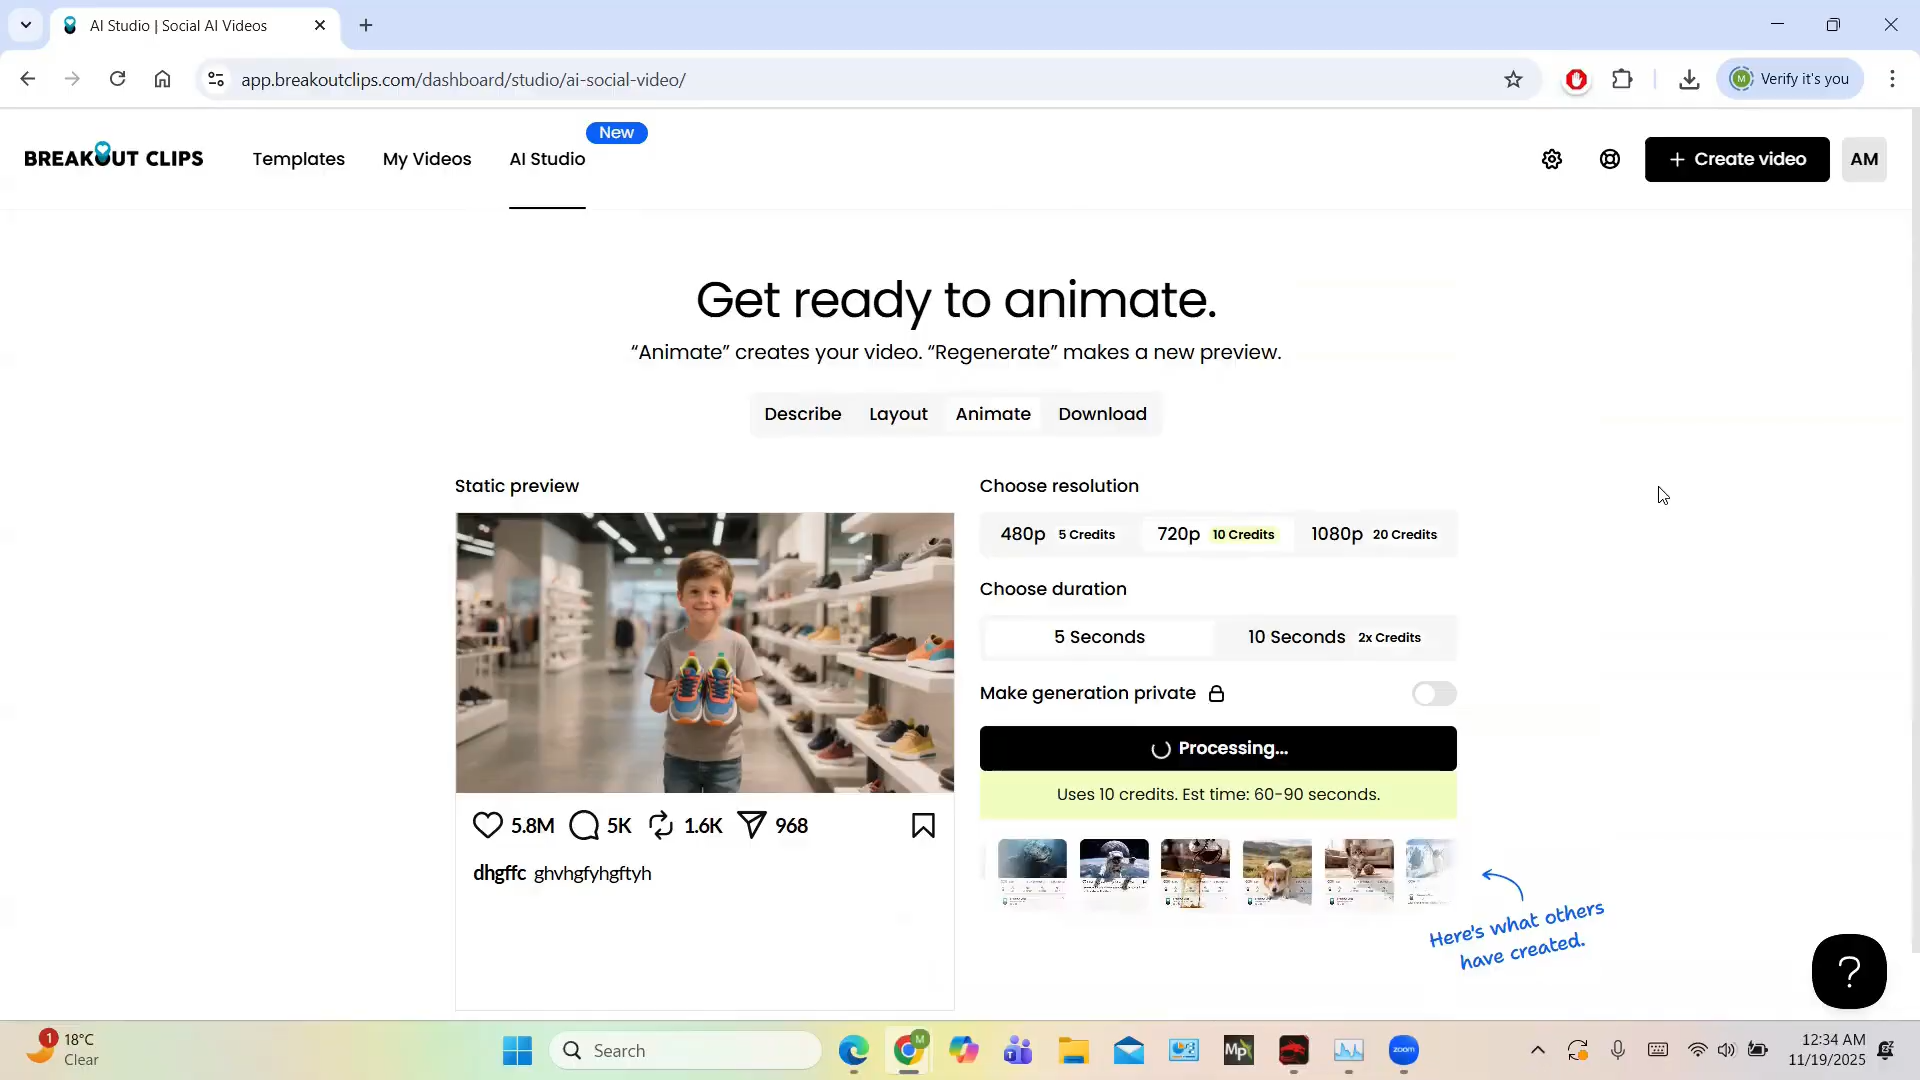 AI Studio | Social AI Videos
app.breakoutclips.com/dashboard/studio/ai-social-video/
Verify it's you
New
BREAKOUT CLIPS
Templates
My Videos
AI Studio
+ Create video
AM
Get ready to animate.
“Animate” creates your video. “Regenerate” makes a new preview.
Describe
Layout
Animate
Download
Static preview
Choose resolution
480p 5 Credits
720p 10 Credits
1080p 20 Credits
Choose duration
5 Seconds
10 Seconds 2x Credits
Make generation private
Processing...
Uses 10 credits. Est time: 60-90 seconds.
5.8M
5K
1.6K
968
dhgffc ghvhgfyhgftyh
Here's what others
have created.
?
1
18°C
Clear
Search
M
Mp
zoom
12:34 AM
11/19/2025